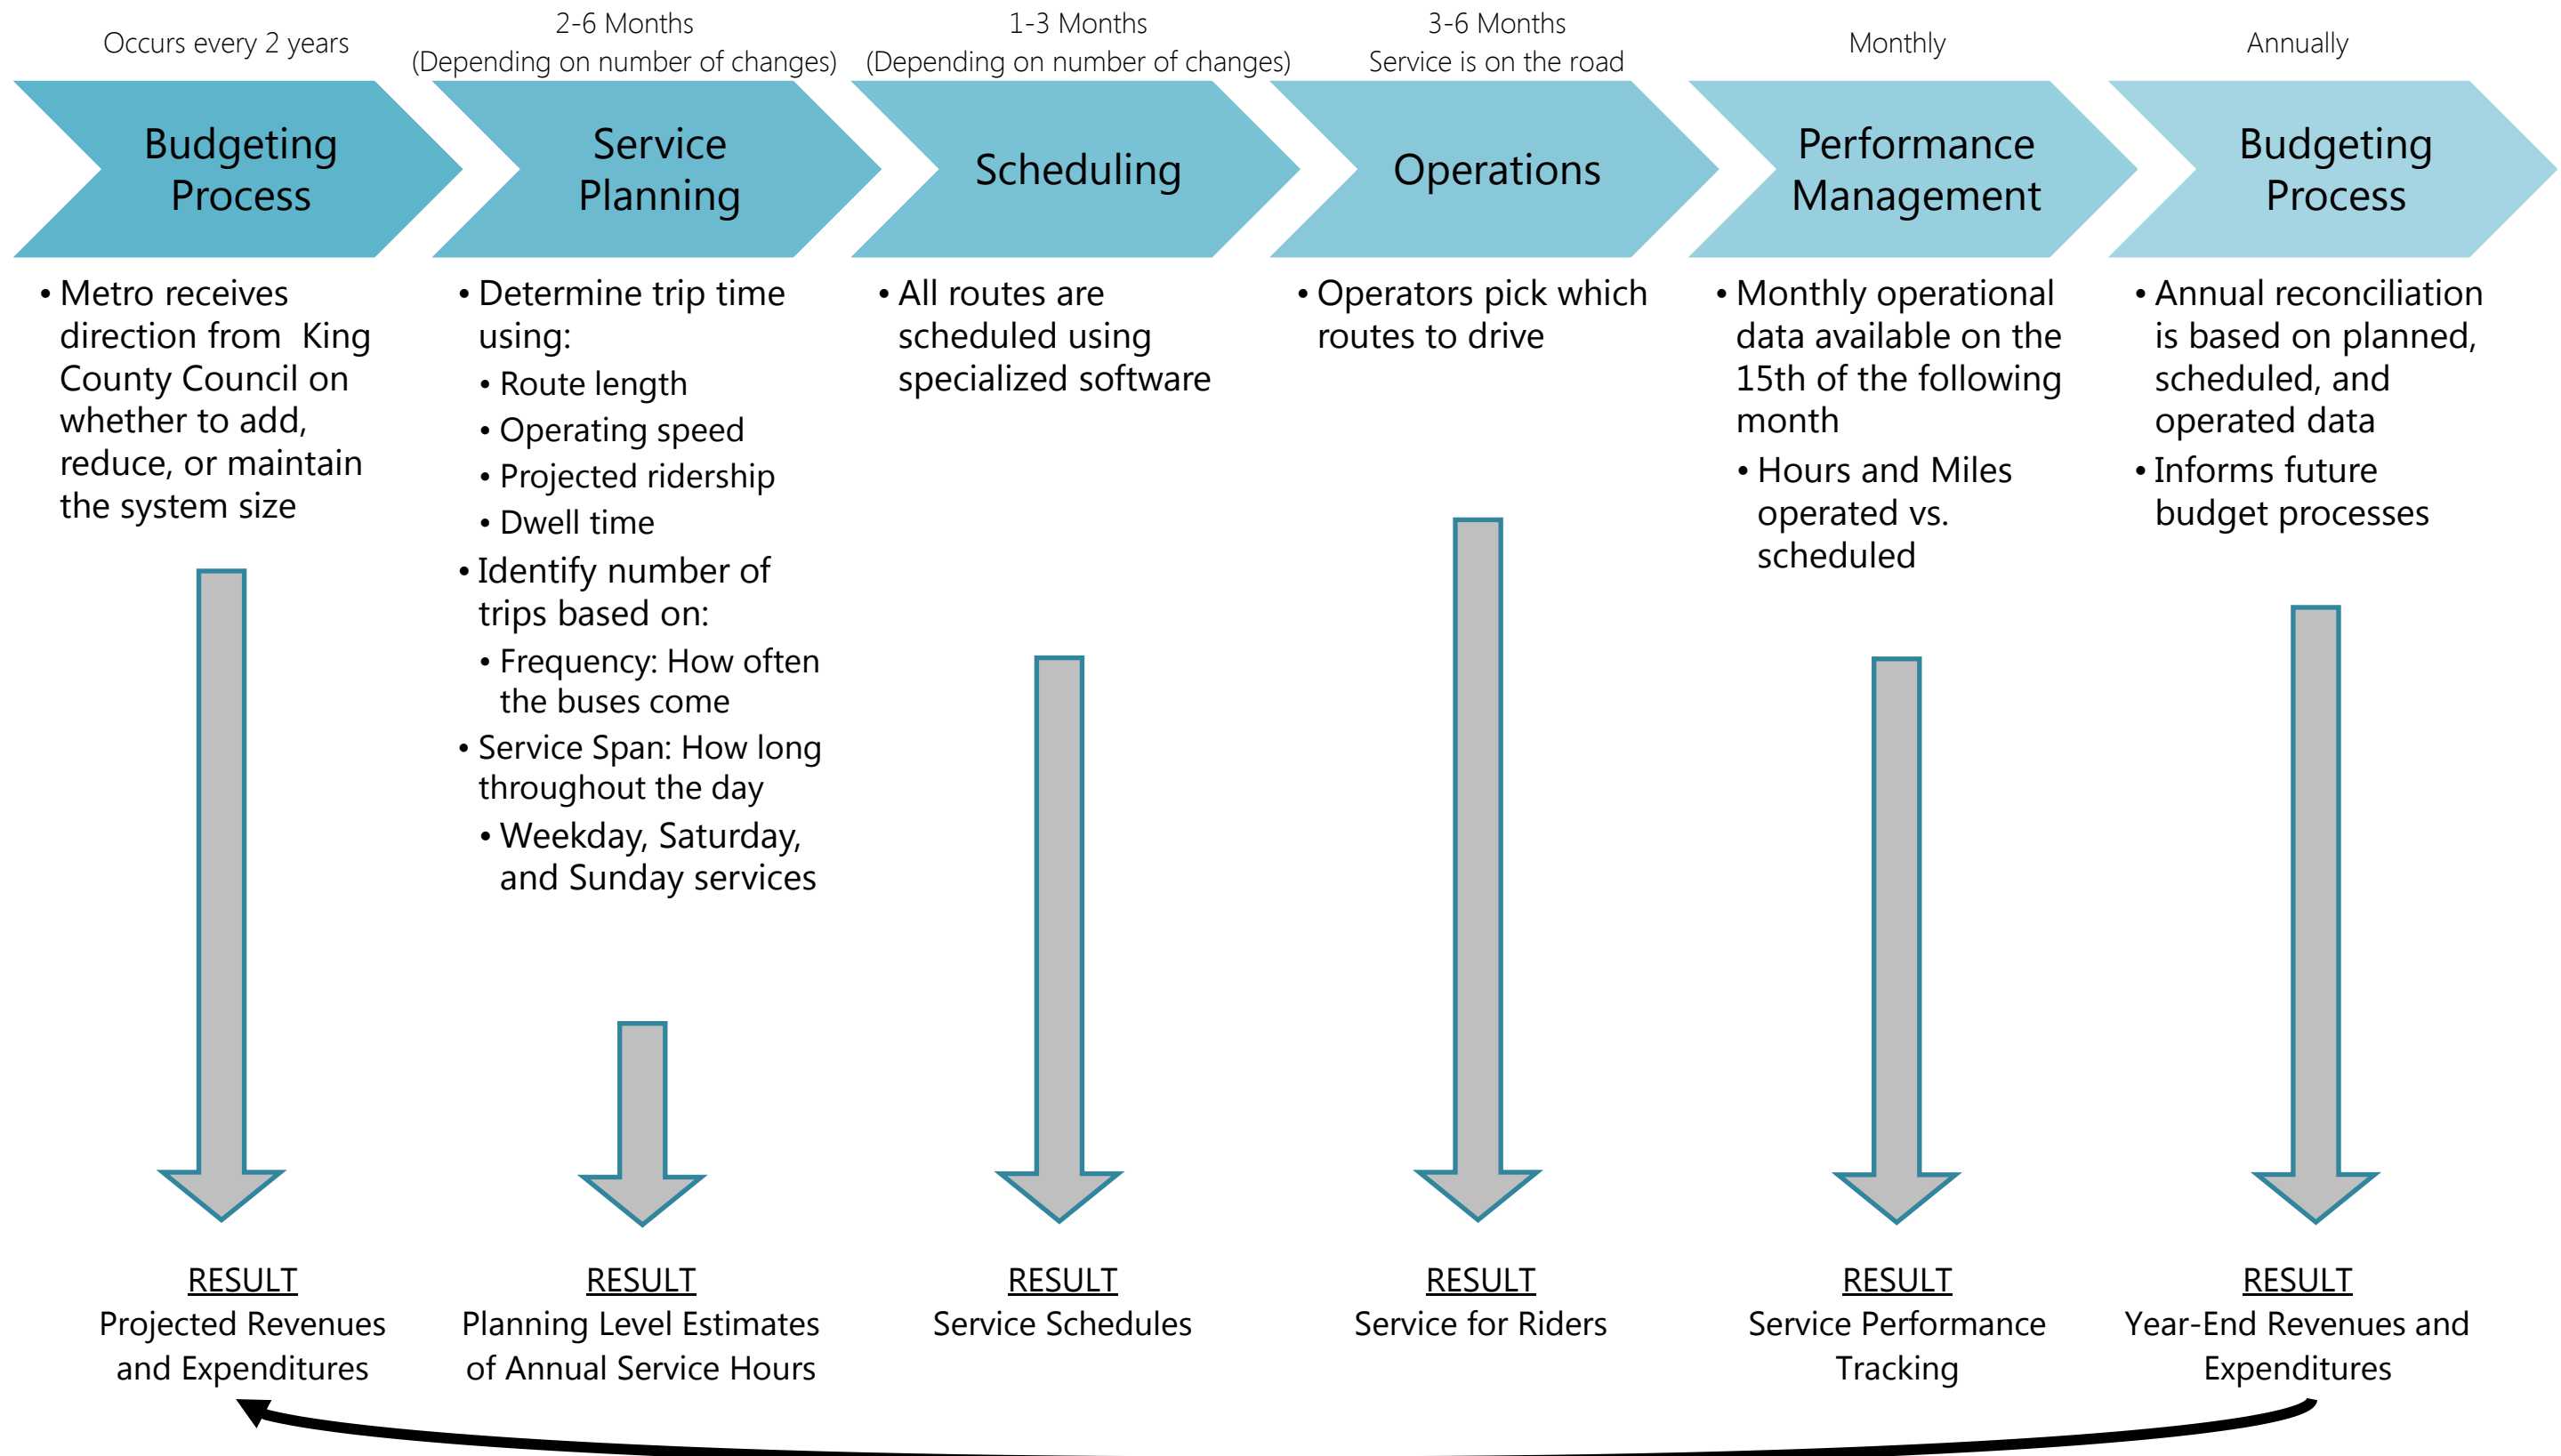 Occurs every 2 years
2-6 Months
(Depending on number of changes)
1-3 Months
(Depending on number of changes)
3-6 Months
Service is on the road
Monthly
Annually
Budgeting
Process
Service
Planning
Scheduling
Operations
Performance
Management
Budgeting
Process
• Metro receives
direction from  King
County Council on
whether to add,
reduce, or maintain
the system size
• Determine trip time
using:
• Route length
• Operating speed
• Projected ridership
• Dwell time
• Identify number of
trips based on:
• Frequency: How often
the buses come
• Service Span: How long
throughout the day
• Weekday, Saturday,
and Sunday services
• All routes are
scheduled using
specialized software
• Operators pick which
routes to drive
• Monthly operational
data available on the
15th of the following
month
• Hours and Miles
operated vs.
scheduled
• Annual reconciliation
is based on planned,
scheduled, and
operated data
• Informs future
budget processes
RESULT
Projected Revenues
and Expenditures
RESULT
Planning Level Estimates
of Annual Service Hours
RESULT
Service Schedules
RESULT
Service for Riders
RESULT
Service Performance
Tracking
RESULT
Year-End Revenues and
Expenditures